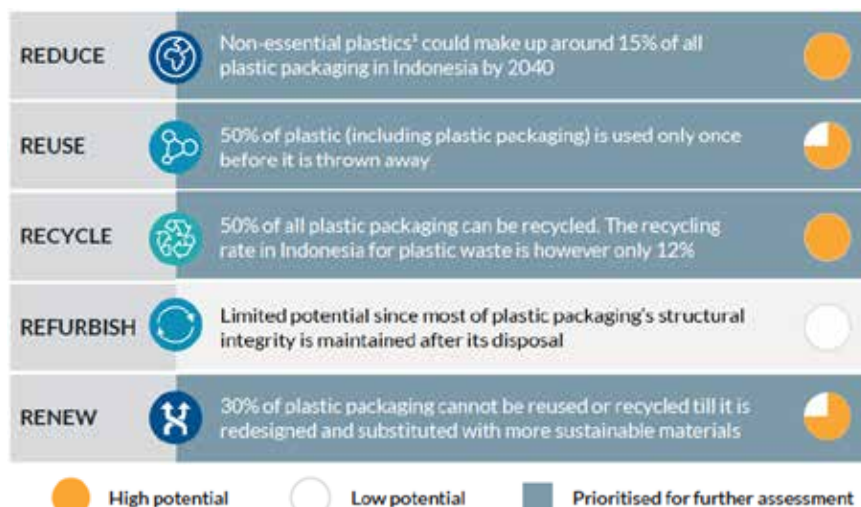 REDUCE
Non-essential plastics¹ could make up around 15% of all
plastic packaging in Indonesia by 2040
REUSE
50% of plastic (including plastic packaging) is used only once
before it is thrown away
RECYCLE
50% of all plastic packaging can be recycled. The recycling
rate in Indonesia for plastic waste is however only 12%
REFURBISH
Limited potential since most of plastic packaging's structural
integrity is maintained after its disposal
RENEW
30% of plastic packaging cannot be reused or recycled till it is
redesigned and substituted with more sustainable materials
High potential
Low potential
Prioritised for further assessment